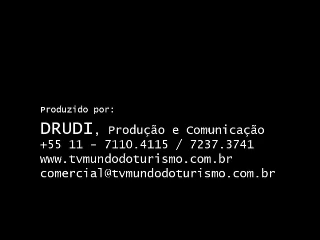 Produzido por:
DRUDI, Produção e Comunicação
+55 11 - 7110.4115 / 7237.3741
www.tvmundodoturismo.com.br
comercial@tvmundodoturismo.com.br